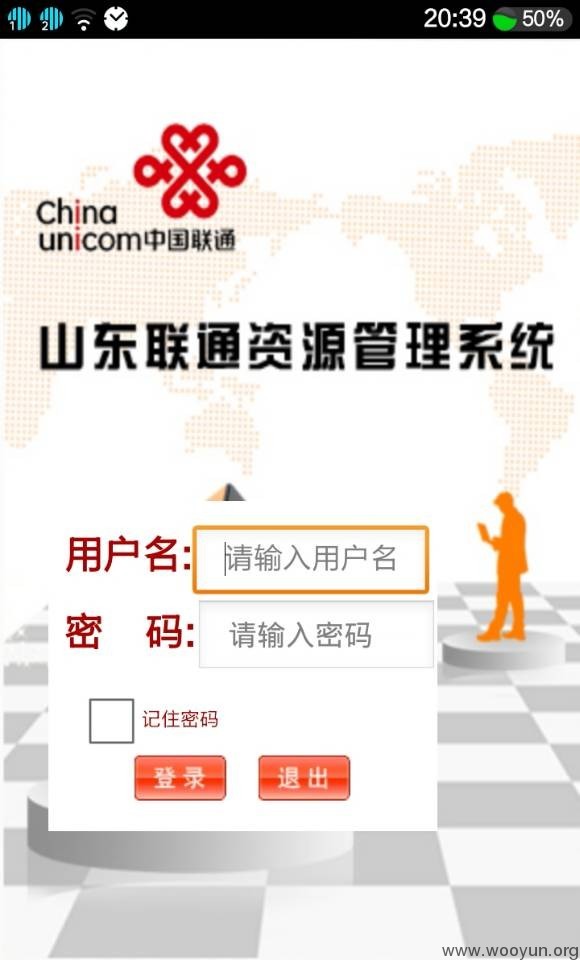 1 2 20:39 50%
China
unicom中国联通
山东联通资源管理系统
用户名: 请输入用户名
密 码: 请输入密码
记住密码
登录 退出
www.wooyun.org